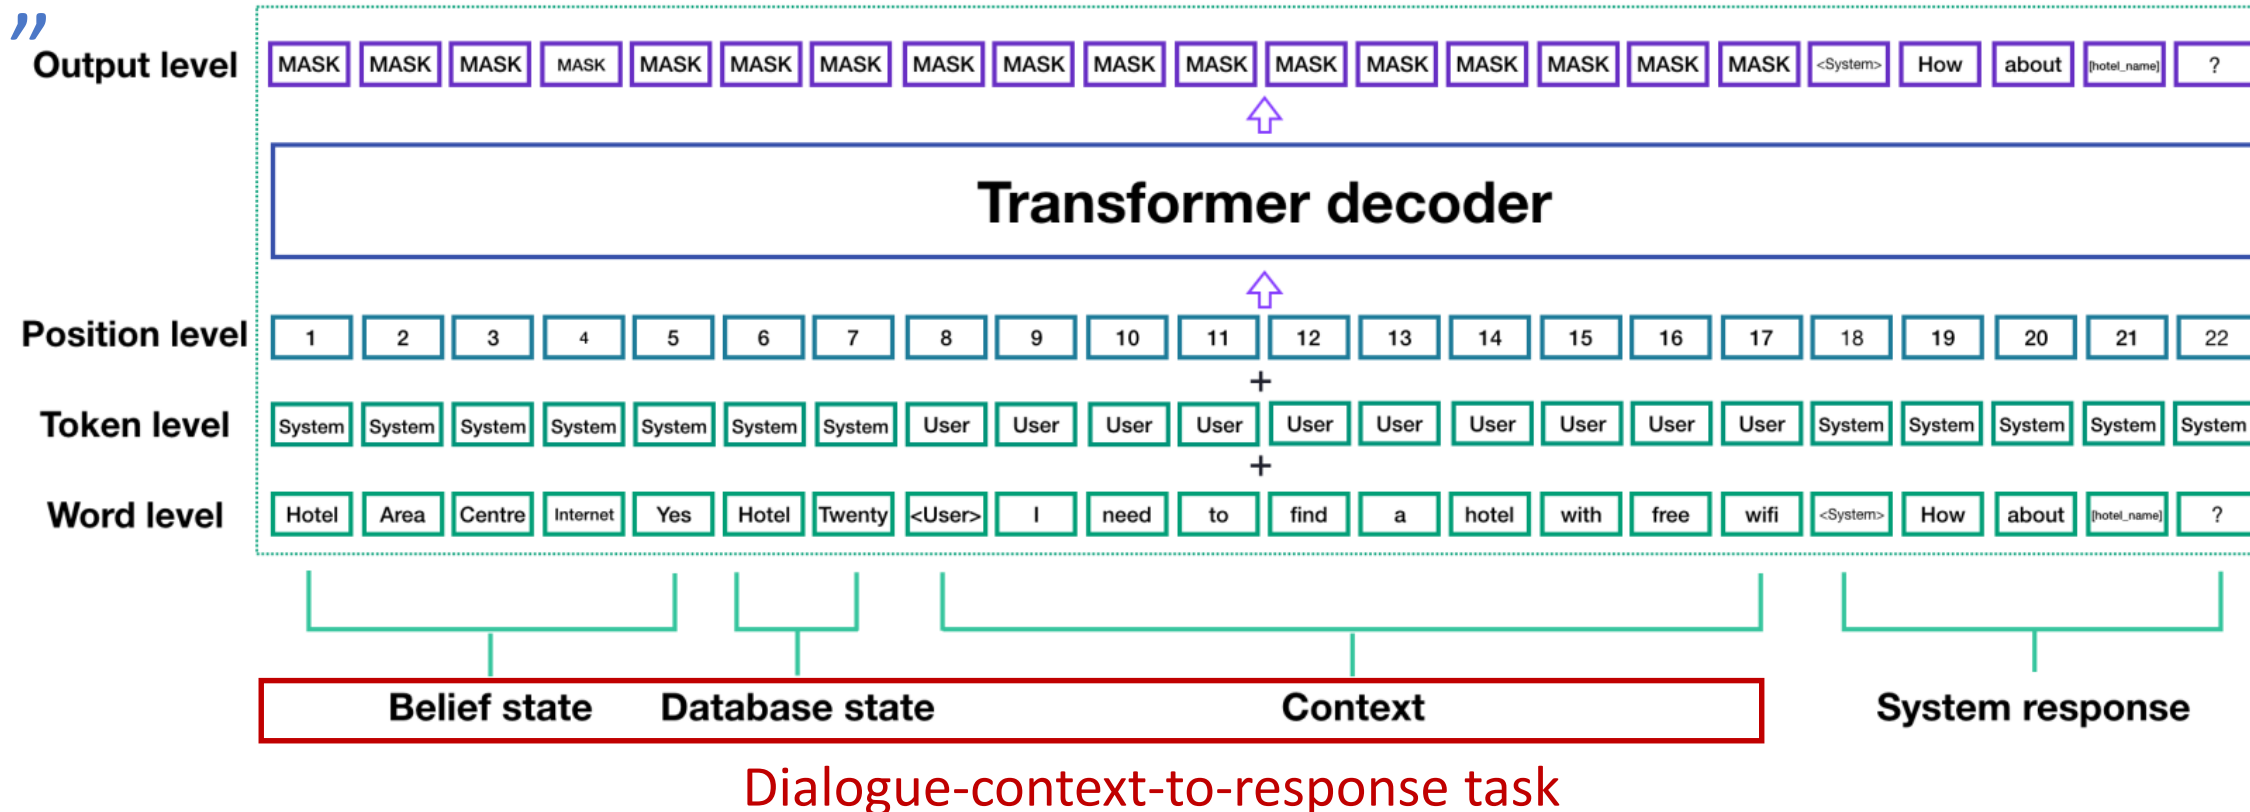 ”
Output level MASK MASK MASK MASK MASK MASK MASK MASK MASK MASK MASK MASK MASK MASK MASK MASK MASK <System> How about [hotel_name] ?
Transformer decoder
Position level 1 2 3 4 5 6 7 8 9 10 11 12 13 14 15 16 17 18 19 20 21 22
+
Token level System System System System System System System User User User User User User User User User User System System System System System
+
Word level Hotel Area Centre Internet Yes Hotel Twenty <User> I need to find a hotel with free wifi <System> How about [hotel_name] ?
Belief state Database state Context System response
Dialogue-context-to-response task